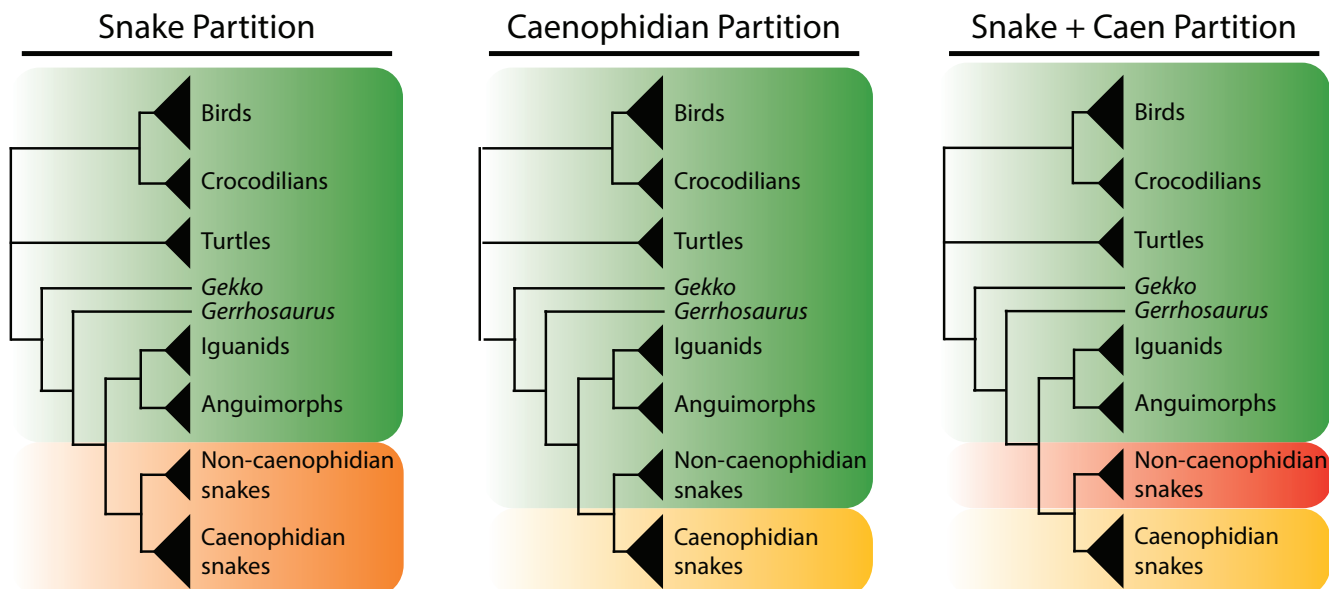 Snake Partition
Birds
Crocodilians
Turtles
Gekko
Gerrhosaurus
Iguanids
Anguimorphs
Non-caenophidian
snakes
Caenophidian
snakes
Caenophidian Partition
Birds
Crocodilians
Turtles
Gekko
Gerrhosaurus
Iguanids
Anguimorphs
Non-caenophidian
snakes
Caenophidian
snakes
Snake + Caen Partition
Birds
Crocodilians
Turtles
Gekko
Gerrhosaurus
Iguanids
Anguimorphs
Non-caenophidian
snakes
Caenophidian
snakes